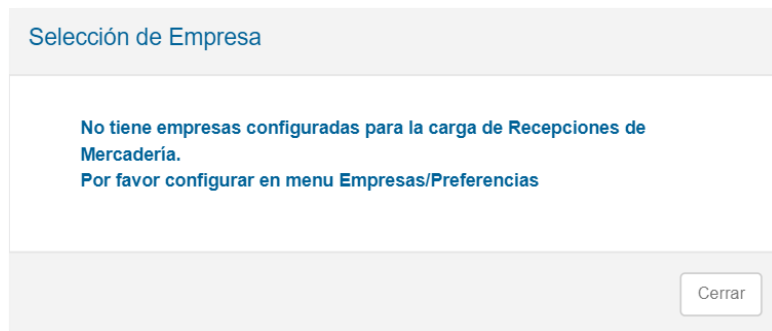 Selección de Empresa
No tiene empresas configuradas para la carga de Recepciones de
Mercadería.
Por favor configurar en menu Empresas/Preferencias
Cerrar